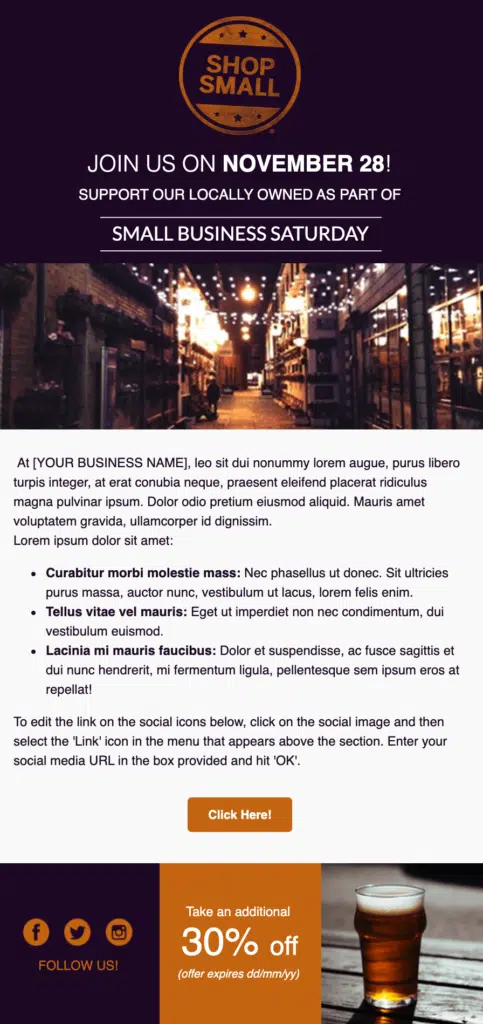 SHOP
SMALL
JOIN US ON NOVEMBER 28!
SUPPORT OUR LOCALLY OWNED AS PART OF
SMALL BUSINESS SATURDAY
At [YOUR BUSINESS NAME], leo sit dui nonummy lorem augue, purus libero
turpis integer, at erat conubia neque, praesent eleifend placerat ridiculus
magna pulvinar ipsum. Dolor odio pretium eiusmod aliquid. Mauris amet
voluptatem gravida, ullamcorper id dignissim.
Lorem ipsum dolor sit amet:
• Curabitur morbi molestie mass: Nec phasellus ut donec. Sit ultricies
purus massa, auctor nunc, vestibulum ut lacus, lorem felis enim.
• Tellus vitae vel mauris: Eget ut imperdiet non nec condimentum, dui
vestibulum euismod.
• Lacinia mi mauris faucibus: Dolor et suspendisse, ac fusce sagittis et
dui nunc hendrerit, mi fermentum ligula, pellentesque sem ipsum eros at
repellat!
To edit the link on the social icons below, click on the social image and then
select the 'Link' icon in the menu that appears above the section. Enter your
social media URL in the box provided and hit 'OK'.
Click Here!
FOLLOW US!
Take an additional
30% off
(offer expires dd/mm/yy)